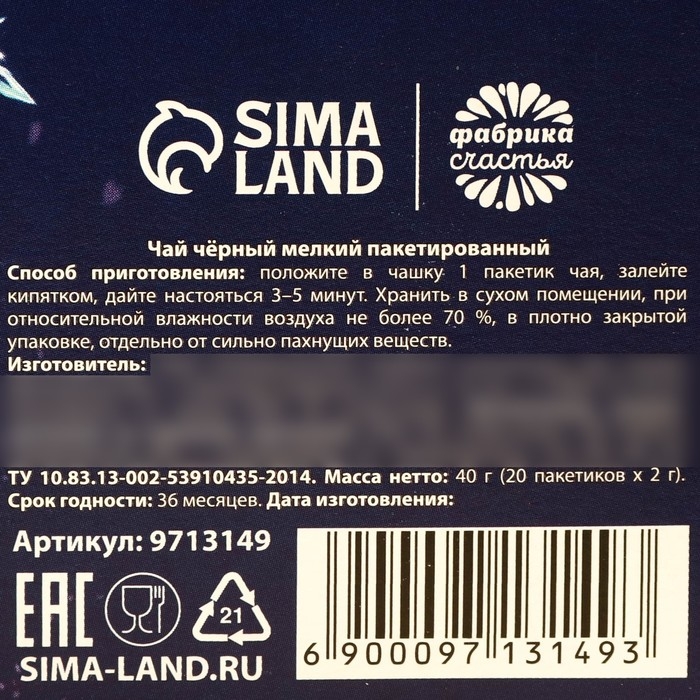 SIMA
LAND
фабрика
счастья
Чай чёрный мелкий пакетированный
Способ приготовления: положите в чашку 1 пакетик чая, залейте
кипятком, дайте настояться 3–5 минут. Хранить в сухом помещении, при
относительной влажности воздуха не более 70 %, в плотно закрытой
упаковке, отдельно от сильно пахнущих веществ.
Изготовитель:
ТУ 10.83.13-002-53910435-2014. Масса нетто: 40 г (20 пакетиков х 2 г).
Срок годности: 36 месяцев. Дата изготовления:
Артикул: 9713149
EAC
21
SIMA-LAND.RU
6 900097 131493